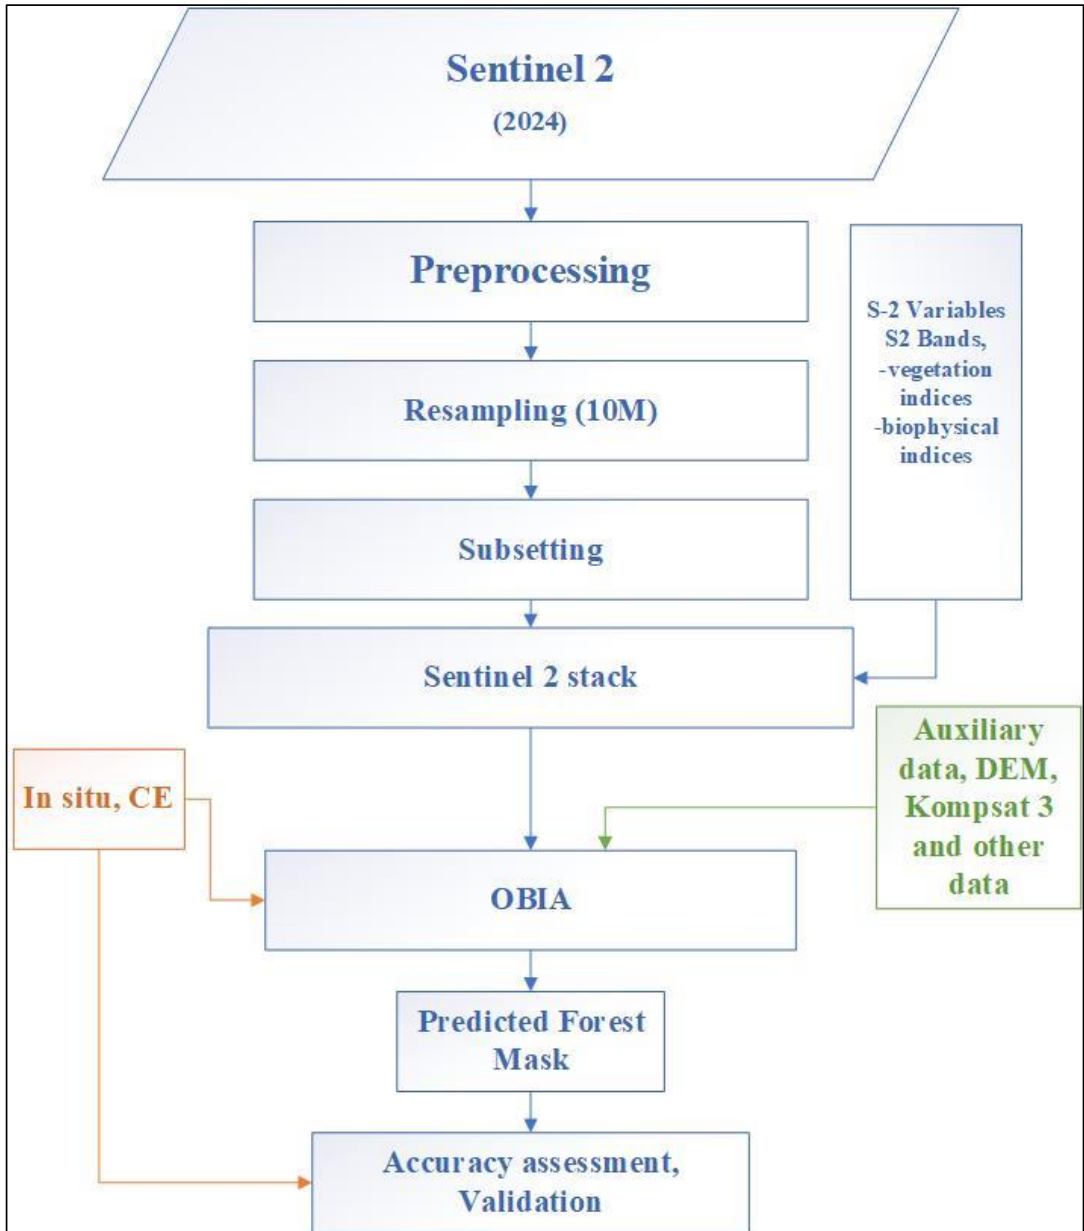 Sentinel 2
(2024)
Preprocessing
S-2 Variables
S2 Bands,
-vegetation
indices
-biophysical
indices
Resampling (10M)
Subsetting
Sentinel 2 stack
Auxiliary
data, DEM,
Kompsat 3
and other
data
In situ, CE
OBIA
Predicted Forest
Mask
Accuracy assessment,
Validation